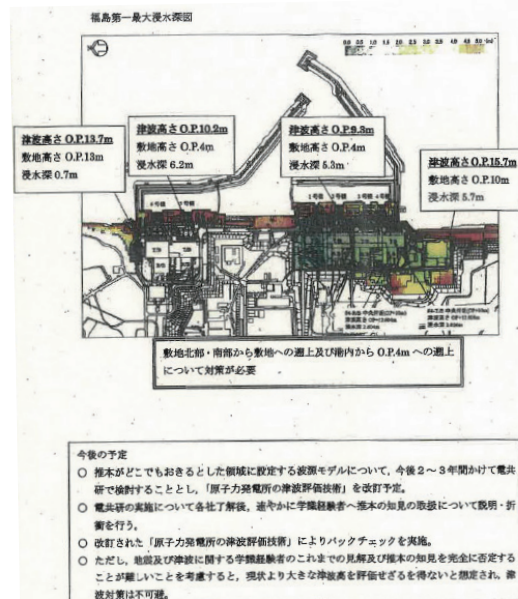 福島第一最大浸水深図
0.0 0.5 1.0 1.5 2.0 2.5 3.0
津波高さ O.P.13.7m
敷地高さ O.P.13m
浸水深 0.7m
津波高さ O.P.10.2m
敷地高さ O.P.4m
浸水深 6.2m
津波高さ O.P.9.3m
敷地高さ O.P.4m
浸水深 5.3m
津波高さ O.P.15.7m
敷地高さ O.P.10m
浸水深 5.7m
敷地北部・南部から敷地への遡上及び港内から O.P.4m への遡上
について対策が必要
今後の予定
○ 推本がどこでもおきるとした領域に設定する波源モデルについて、今後2～3年間かけて電共
研で検討することとし、「原子力発電所の津波評価技術」を改訂予定。
○ 電共研の実施について各社了解後、速やかに学識経験者へ推本の知見の取扱について説明・折
衝を行う。
○ 改訂された「原子力発電所の津波評価技術」によりバックチェックを実施。
○ ただし、地震及び津波に関する学識経験者のこれまでの見解及び推本の知見を完全に否定する
ことが難しいことを考慮すると、現状より大きな津波高を評価せざるを得ないと想定され、津
波対策は不可避。